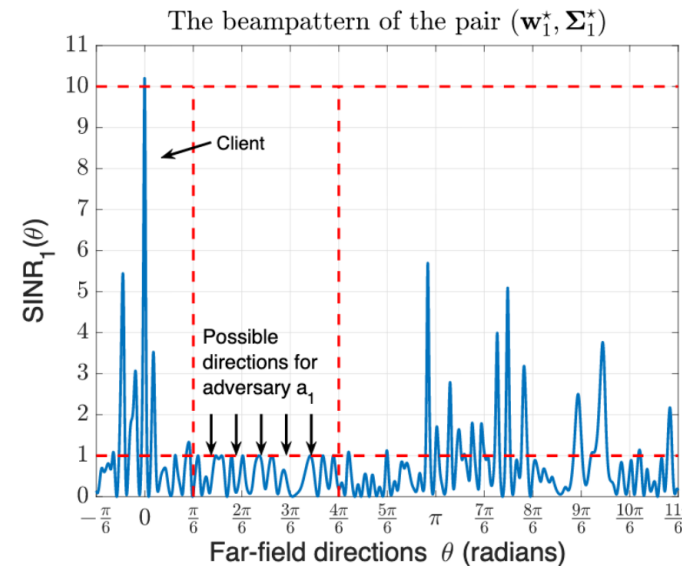 The beampattern of the pair (w₁⋆, Σ₁⋆)
11
10
9
8
7
6
5
4
3
2
1
0
SINR₁(θ)
Client
Possible
directions for
adversary a₁
−π/6 0 π/6 2π/6 3π/6 4π/6 5π/6 π 7π/6 8π/6 9π/6 10π/6 11π/6
Far-field directions θ (radians)